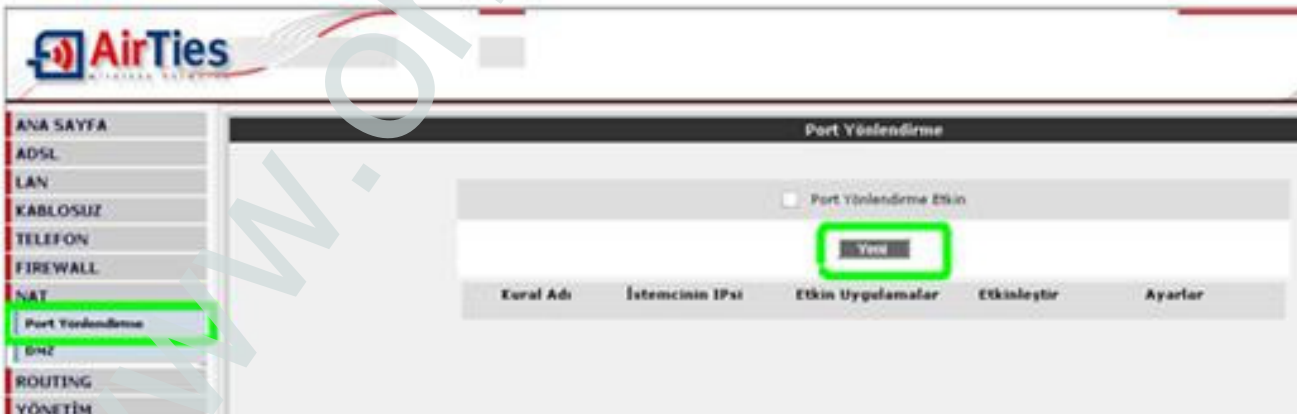 AirTies
ANA SAYFA
ADSL
LAN
KABLOSUZ
TELEFON
FIREWALL
NAT
Port Yönlendirme
DMZ
ROUTING
YÖNETİM
Port Yönlendirme
Port Yönlendirme Etkin
Yeni
Kural Adı İstemcinin IPsi Etkin Uygulamalar Etkinleştir Ayarlar